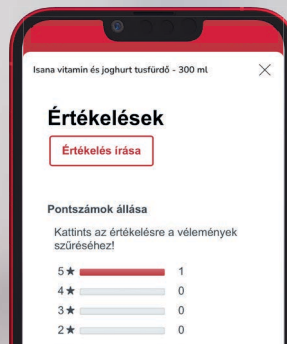 Isana vitamin és joghurt tusfürdő - 300 ml
Értékelések
Értékelés írása
Pontszámok állása
Kattints az értékelésre a vélemények
szűréséhez!
5★ 1
4★ 0
3★ 0
2★ 0